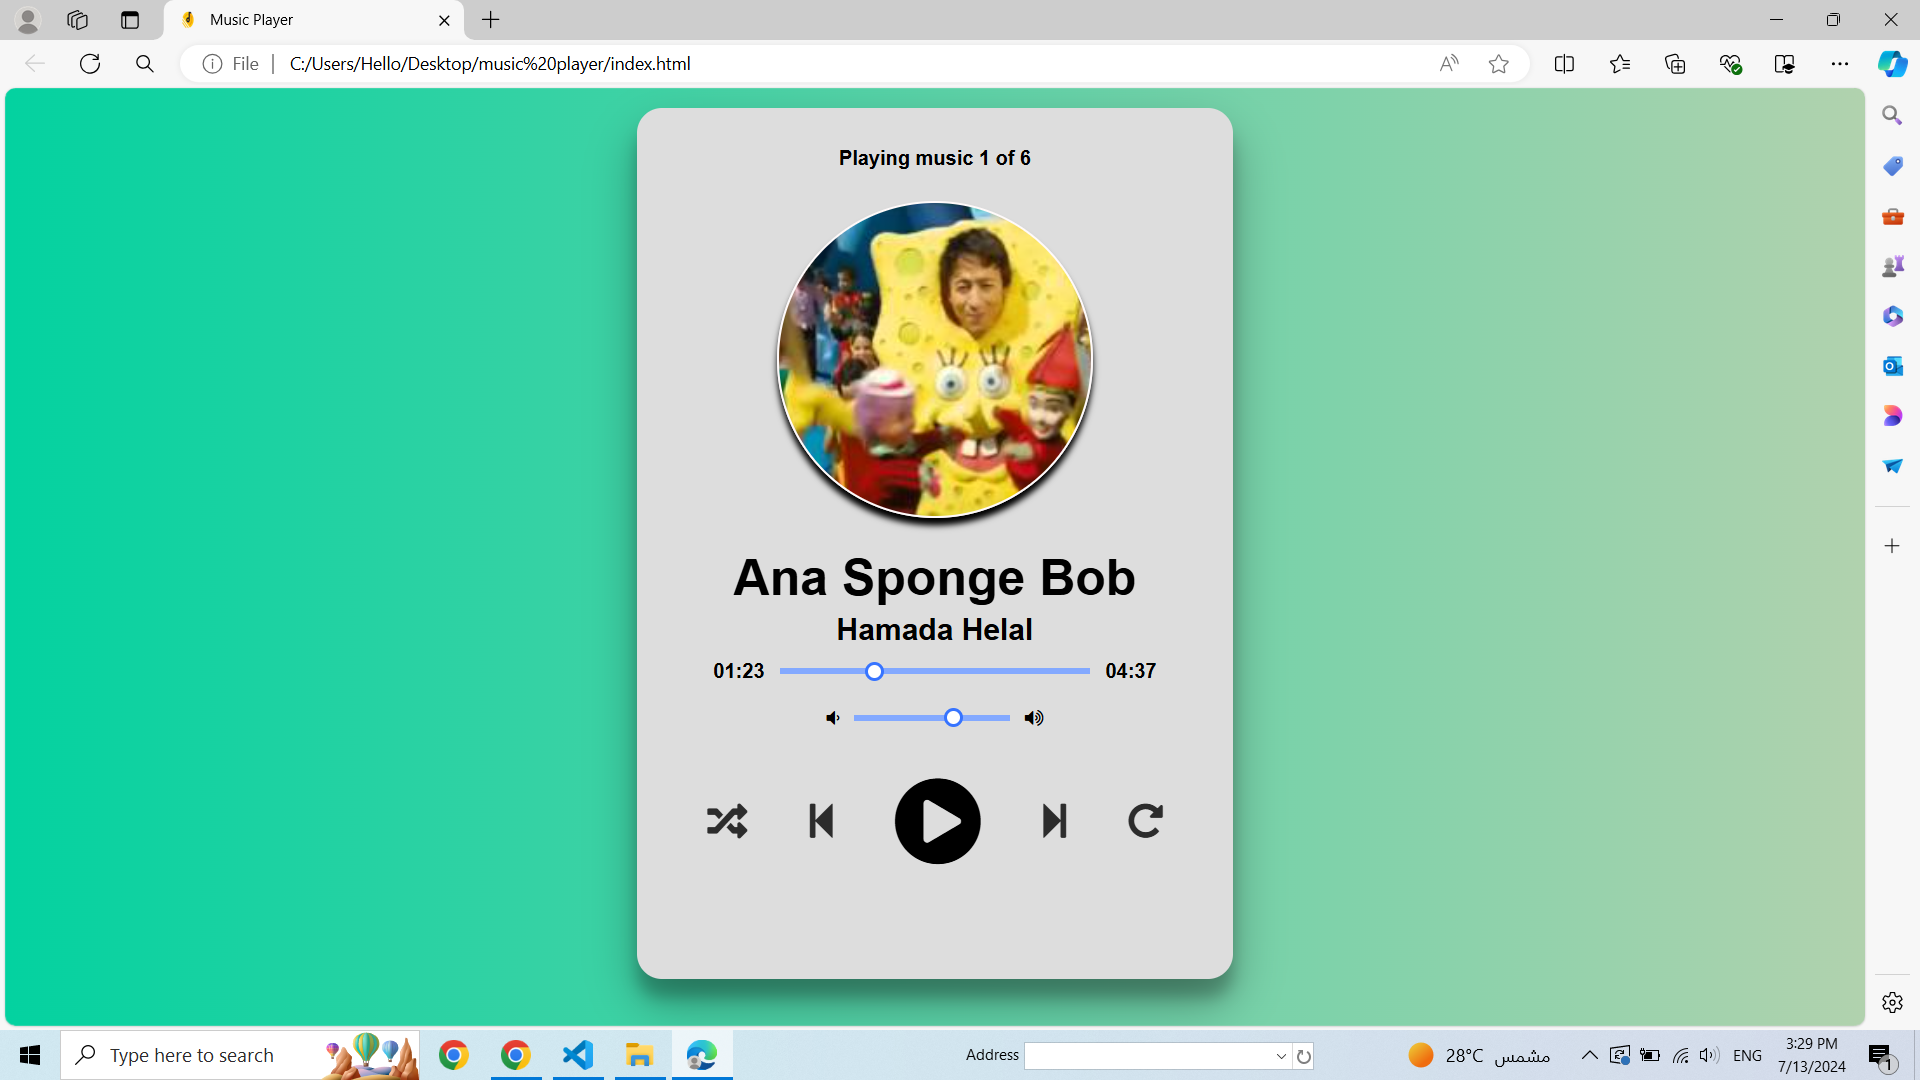 Music Player
File
C:/Users/Hello/Desktop/music%20player/index.html
Playing music 1 of 6
Ana Sponge Bob
Hamada Helal
01:23
04:37
Type here to search
Address
28°C
مشمس
ENG
3:29 PM
7/13/2024
1